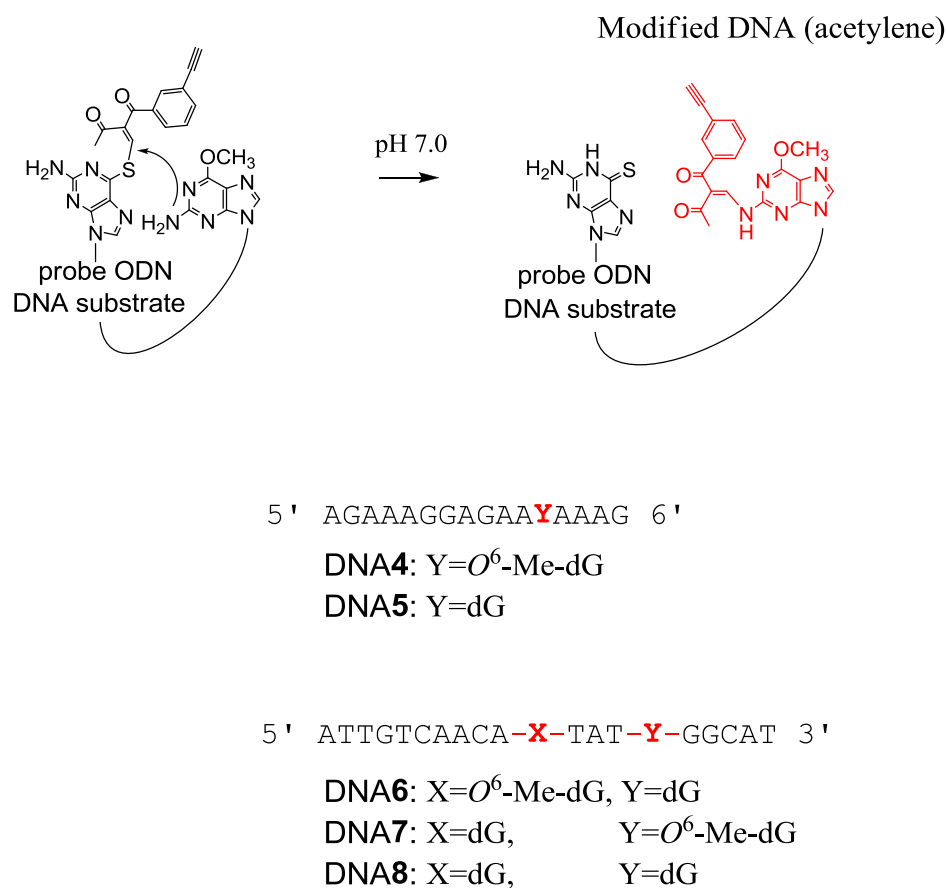 Modified DNA (acetylene)
O
O
S
H₂N
N
N
N
N
OCH₃
H₂N
N
N
N
N
probe ODN
DNA substrate
pH 7.0
H₂N
H
N
S
N
N
N
probe ODN
DNA substrate
O
O
N
H
OCH₃
N
N
N
N
5' AGAAAGGAGAAYAAAG 6'
DNA4: Y=O⁶-Me-dG
DNA5: Y=dG
5' ATTGTCAACA-X-TAT-Y-GGCAT 3'
DNA6: X=O⁶-Me-dG, Y=dG
DNA7: X=dG, Y=O⁶-Me-dG
DNA8: X=dG, Y=dG